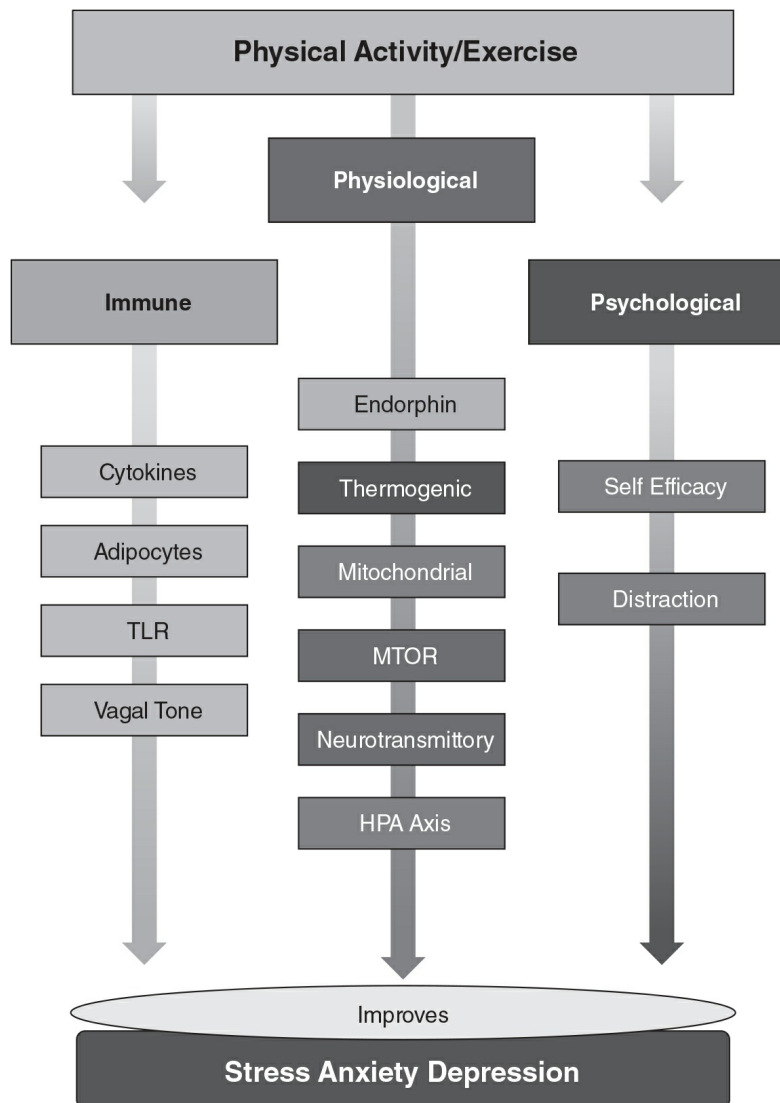 Physical Activity/Exercise
Physiological
Immune
Psychological
Endorphin
Cytokines
Thermogenic
Self Efficacy
Adipocytes
Mitochondrial
Distraction
TLR
MTOR
Vagal Tone
Neurotransmittory
HPA Axis
Improves
Stress Anxiety Depression